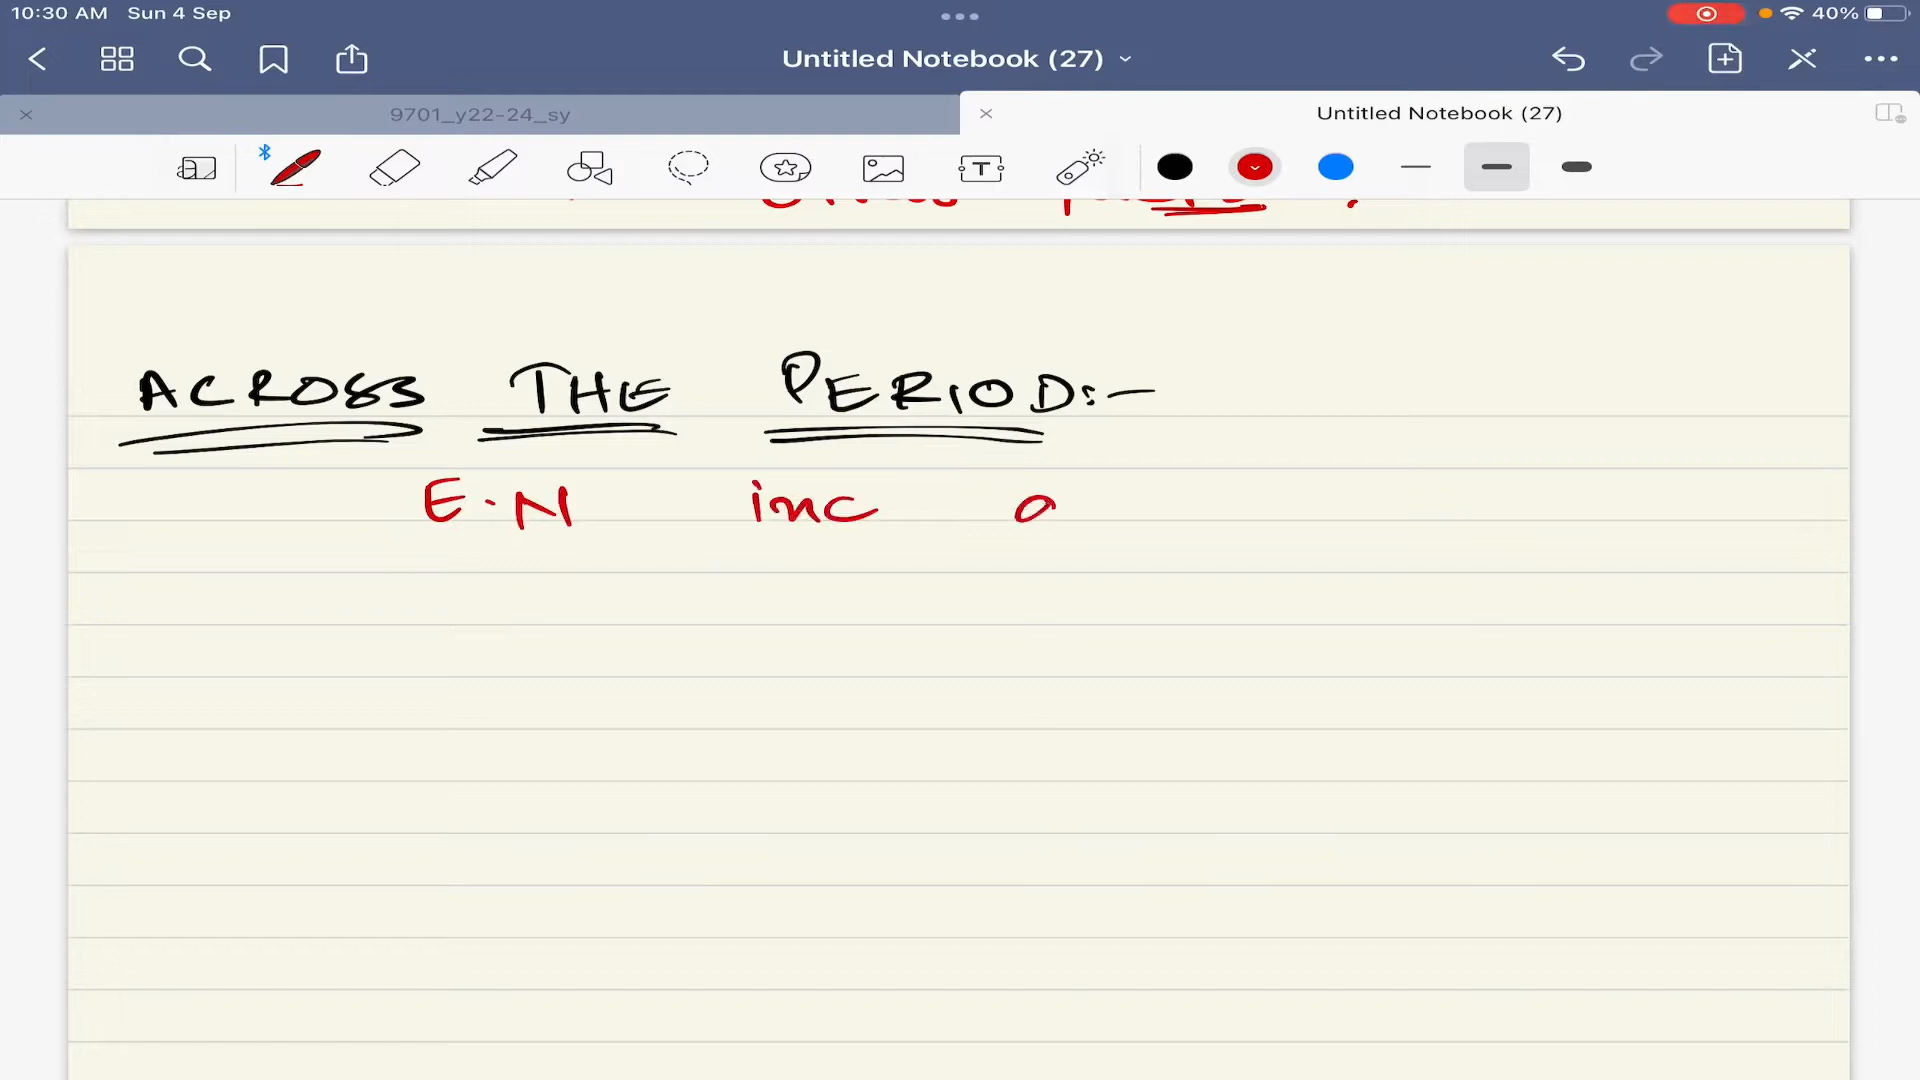 10:30 AM Sun 4 Sep
40%
Untitled Notebook (27)
9701_y22-24_sy
Untitled Notebook (27)
ACROSS THE PERIOD:-
E.N inc a